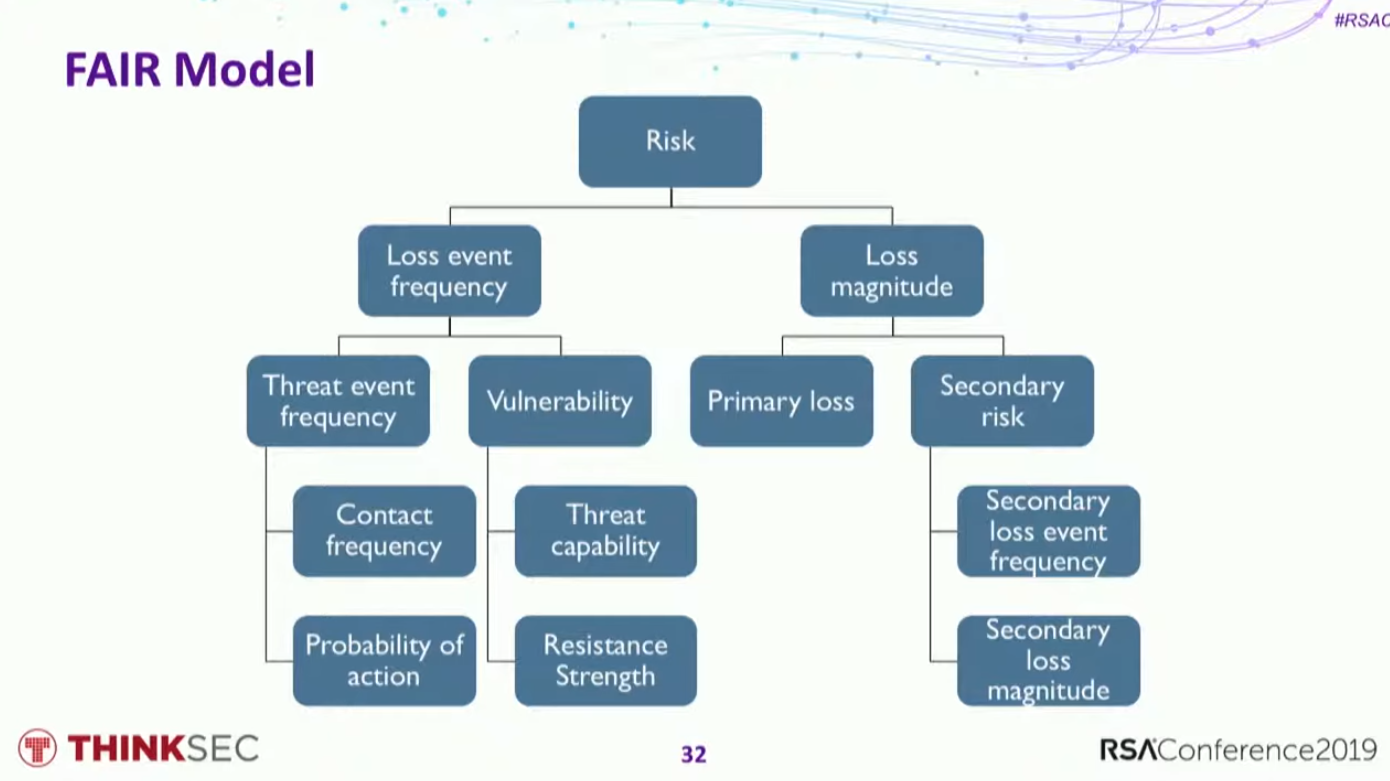 #RSAC
FAIR Model
Risk
Loss event
frequency
Loss
magnitude
Threat event
frequency
Vulnerability
Primary loss
Secondary
risk
Contact
frequency
Threat
capability
Secondary
loss event
frequency
Probability of
action
Resistance
Strength
Secondary
loss
magnitude
THINKSEC
32
RSAConference2019